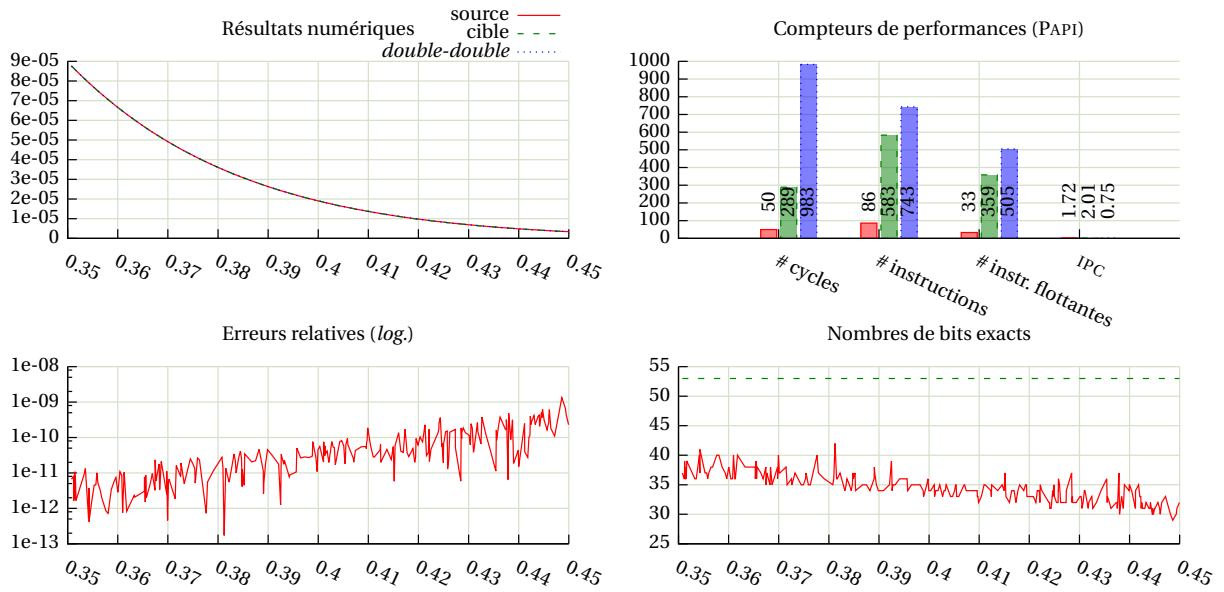 Résultats numériques
source
cible
double-double
9e-05
8e-05
7e-05
6e-05
5e-05
4e-05
3e-05
2e-05
1e-05
0
0.35 0.36 0.37 0.38 0.39 0.4 0.41 0.42 0.43 0.44 0.45
Compteurs de performances (PAPI)
1000
900
800
700
600
500
400
300
200
100
0
50 289 983 86 583 743 33 359 505 1.72 2.01 0.75
# cycles # instructions # instr. flottantes IPC
Erreurs relatives (log.)
1e-08
1e-09
1e-10
1e-11
1e-12
1e-13
0.35 0.36 0.37 0.38 0.39 0.4 0.41 0.42 0.43 0.44 0.45
Nombres de bits exacts
55
50
45
40
35
30
25
0.35 0.36 0.37 0.38 0.39 0.4 0.41 0.42 0.43 0.44 0.45